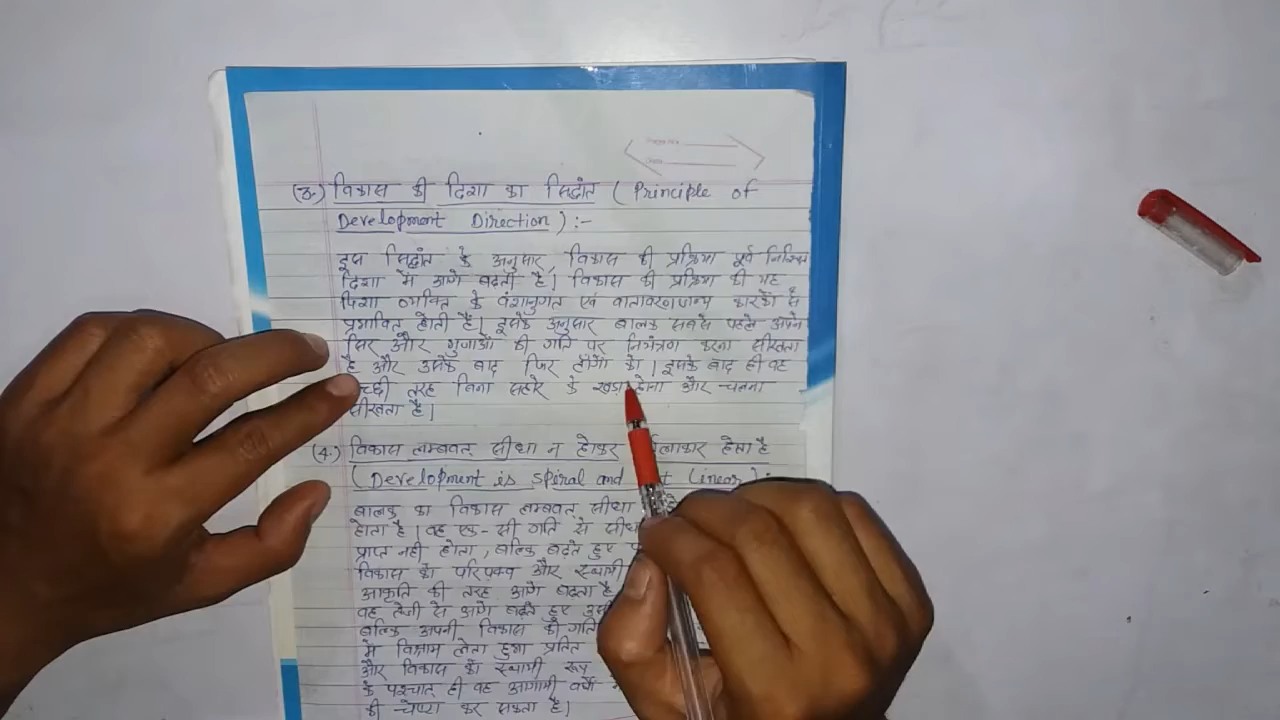 (3.) विकास की दिशा का सिद्धांत ( Principle of
Development Direction ) :-
इस सिद्धांत के अनुसार, विकास की प्रक्रिया पूर्व निश्चित
दिशा में आगे बढ़ती है। विकास की प्रक्रिया की यह
दिशा व्यक्ति के वंशानुगत एवं वातावरणजन्य कारकों से
प्रभावित होती है। इसके अनुसार बालक सबसे पहले अपने
सिर और भुजाओं की गति पर नियंत्रण करना सीखता
है और उसके बाद फिर टाँगों को। इसके बाद ही वह
अच्छी तरह बिना सहारे के खड़ा होना और चलना
सीखता है।
(4.) विकास लम्बवत् सीधा न होकर होता है
( Development is spiral and Linear ) :-
बालक का विकास लम्बवत् सीधा
होता है। वह एक-सी गति से सीधा
प्राप्त नहीं होता, बल्कि बढ़ते हुए
विकास को परिपक्व और स्थायी
आकृति की तरह आगे बढ़ता है
वह तेजी से आगे बढ़ते हुए उसी
बल्कि अपनी विकास की गति
में विश्राम लेता हुआ प्रतित
और विकास को स्थायी रूप
के पश्चात् ही वह आगामी वर्षों
की चेष्टा कर सकता है।